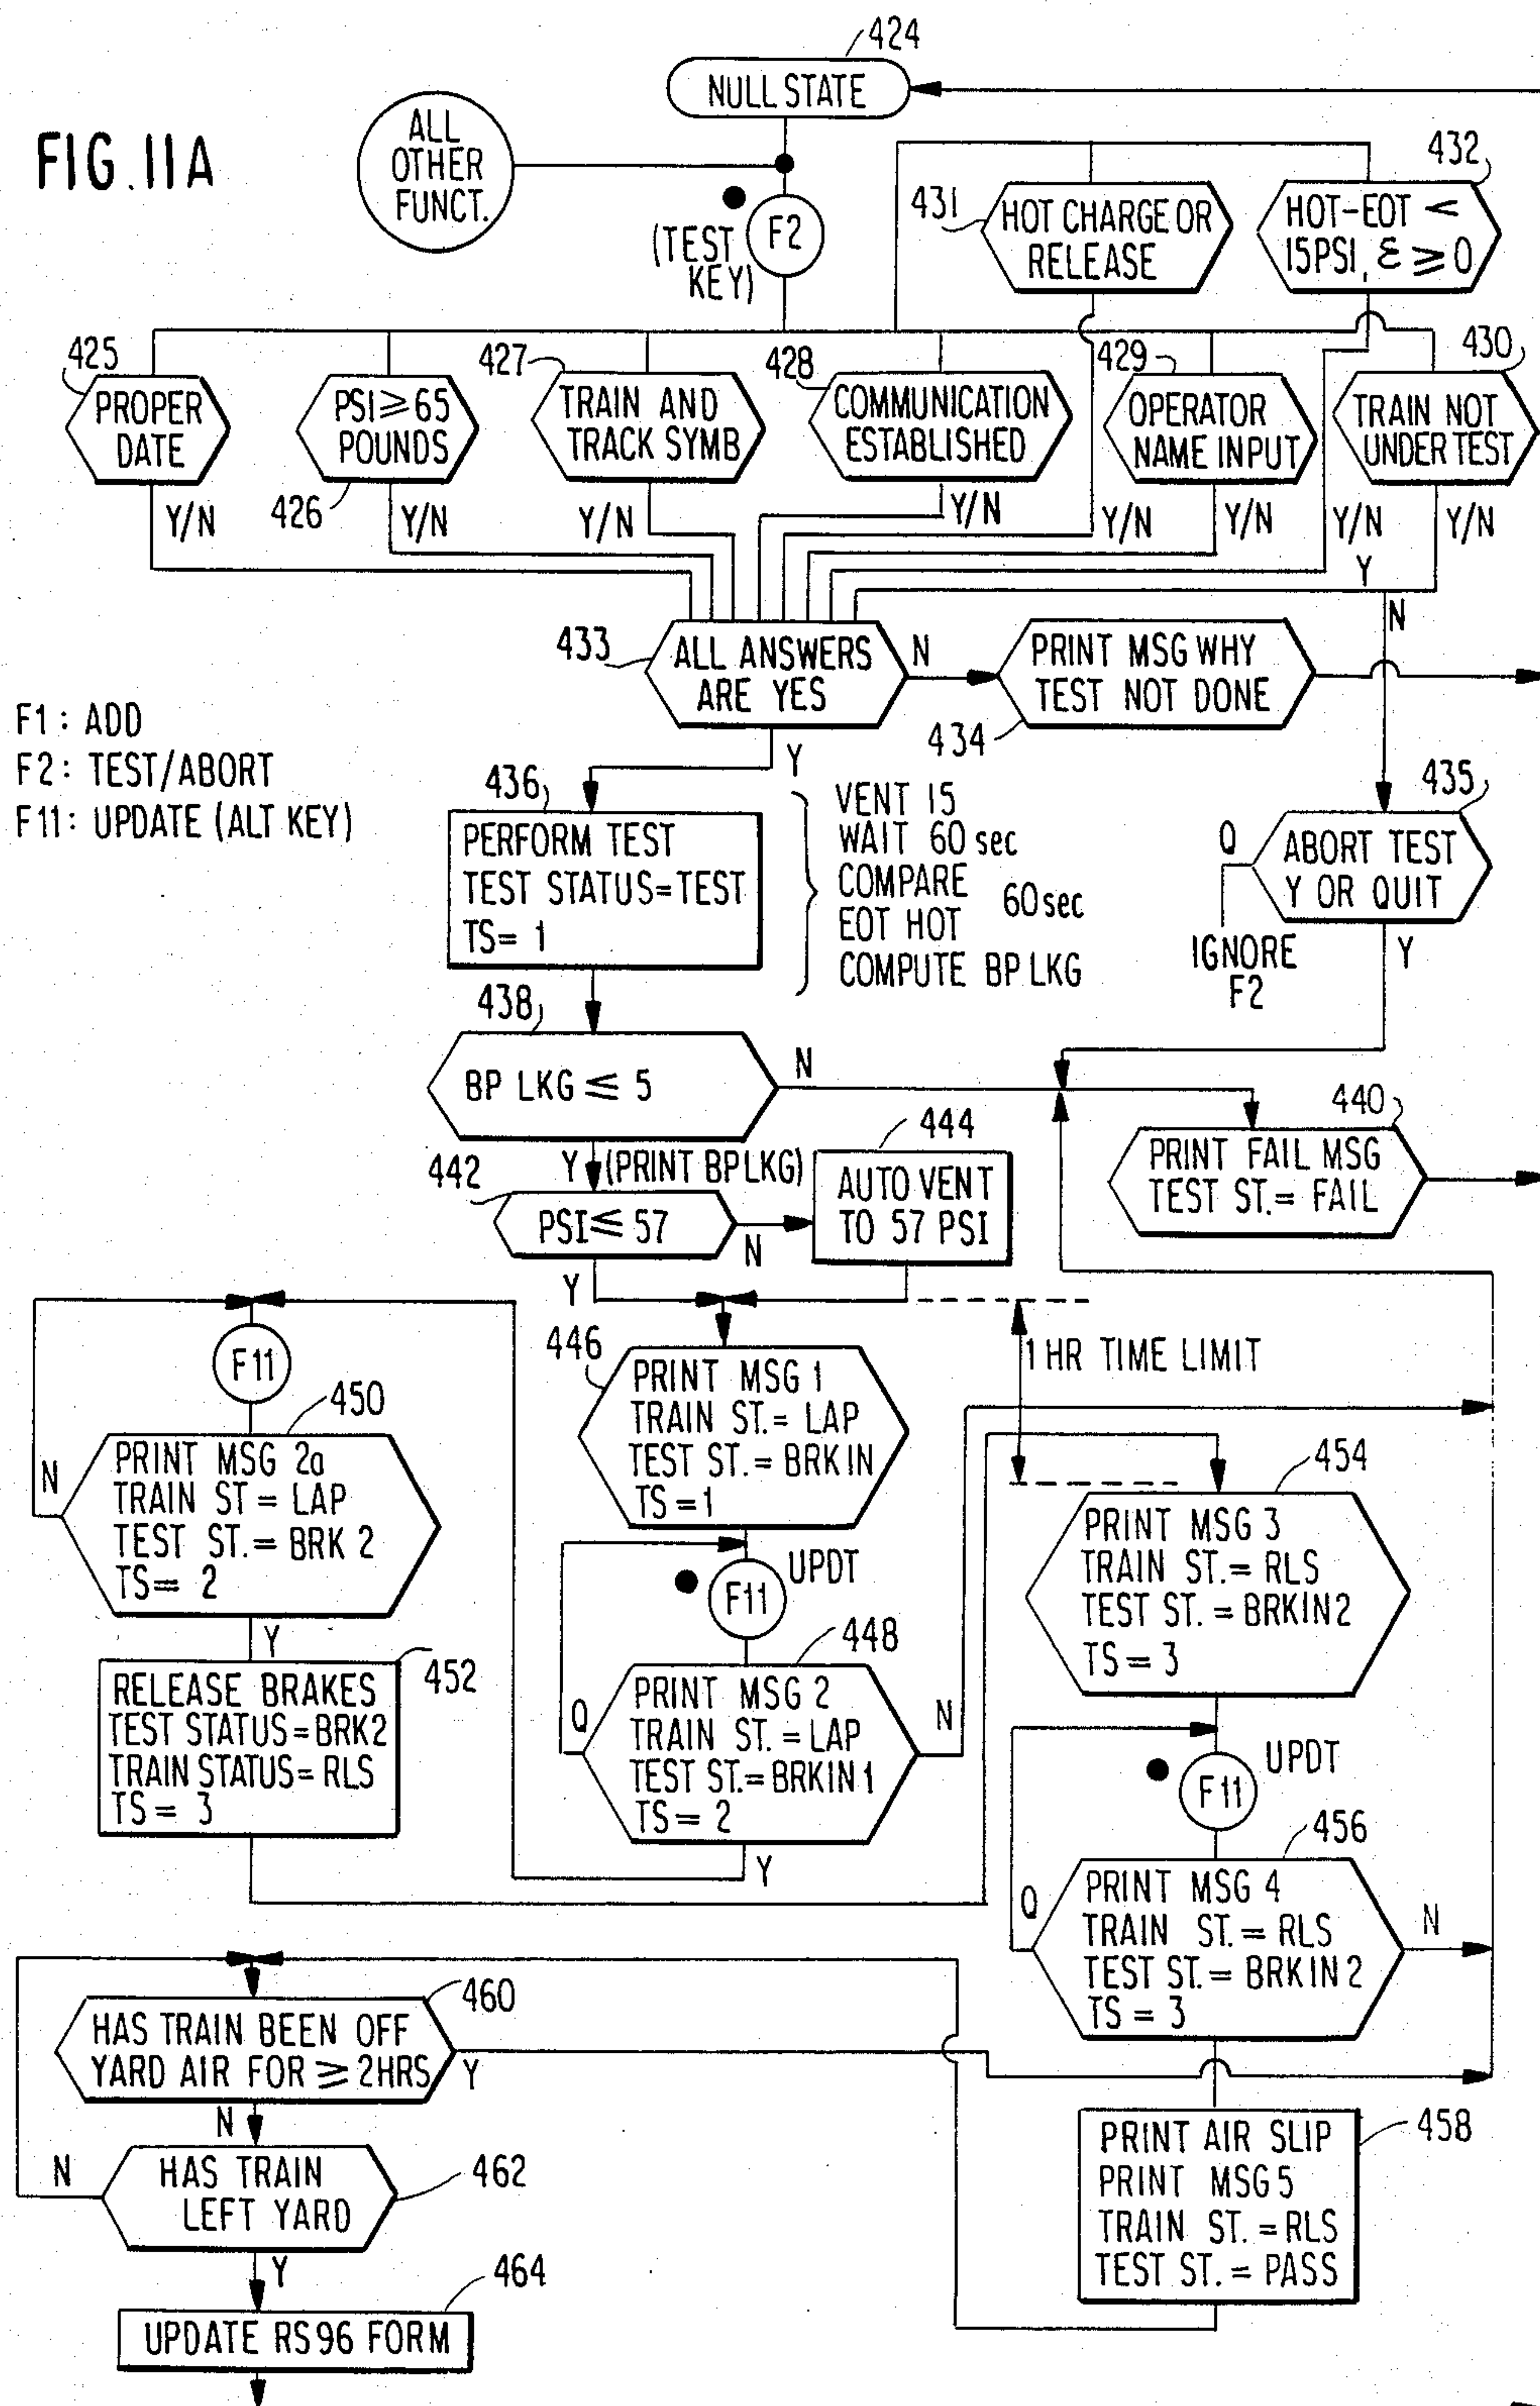 FIG. 11A
424
NULL STATE
ALL
OTHER
FUNCT.
(TEST
KEY)
F2
431
HOT CHARGE OR
RELEASE
432
HOT-EOT <
15PSI, ε ≥ 0
425
PROPER
DATE
Y/N
PSI ≥ 65
POUNDS
426
Y/N
427
TRAIN AND
TRACK SYMB
Y/N
428
COMMUNICATION
ESTABLISHED
Y/N
Y/N
429
OPERATOR
NAME INPUT
Y/N
Y/N
430
TRAIN NOT
UNDER TEST
Y/N
Y
N
433
ALL ANSWERS
ARE YES
N
PRINT MSG WHY
TEST NOT DONE
434
Y
F1: ADD
F2: TEST/ABORT
F11: UPDATE (ALT KEY)
436
PERFORM TEST
TEST STATUS=TEST
TS= 1
VENT 15
WAIT 60 sec
COMPARE
EOT HOT
60 sec
COMPUTE BP LKG
435
Q
ABORT TEST
Y OR QUIT
IGNORE
F2
Y
438
BP LKG ≤ 5
N
Y (PRINT BPLKG)
440
PRINT FAIL MSG
TEST ST. = FAIL
442
PSI ≤ 57
N
Y
444
AUTO VENT
TO 57 PSI
1 HR TIME LIMIT
446
PRINT MSG 1
TRAIN ST. = LAP
TEST ST. = BRKIN
TS = 1
F11
UPDT
448
PRINT MSG 2
TRAIN ST. = LAP
TEST ST.= BRKIN 1
TS = 2
Q
N
Y
F11
450
PRINT MSG 2a
TRAIN ST = LAP
TEST ST. = BRK 2
TS = 2
N
Y
452
RELEASE BRAKES
TEST STATUS=BRK2
TRAIN STATUS= RLS
TS = 3
454
PRINT MSG 3
TRAIN ST. = RLS
TEST ST. = BRKIN2
TS = 3
F11
UPDT
456
PRINT MSG 4
TRAIN ST. = RLS
TEST ST. = BRKIN 2
TS = 3
Q
N
458
PRINT AIR SLIP
PRINT MSG 5
TRAIN ST. = RLS
TEST ST. = PASS
460
HAS TRAIN BEEN OFF
YARD AIR FOR ≥ 2HRS
Y
N
462
HAS TRAIN
LEFT YARD
N
Y
464
UPDATE RS96 FORM